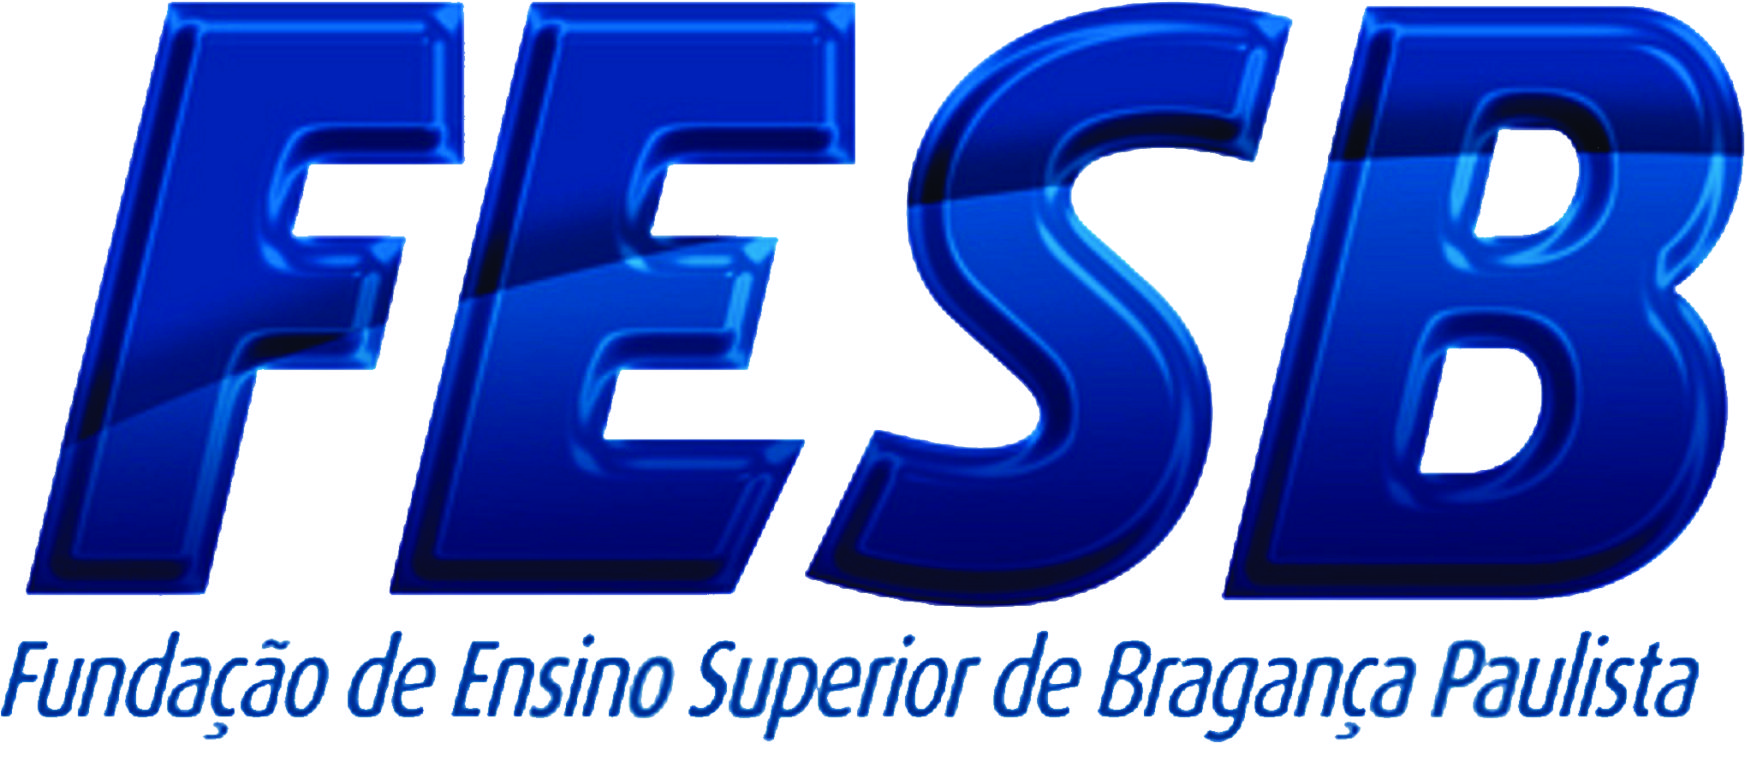 FESB
Fundação de Ensino Superior de Bragança Paulista